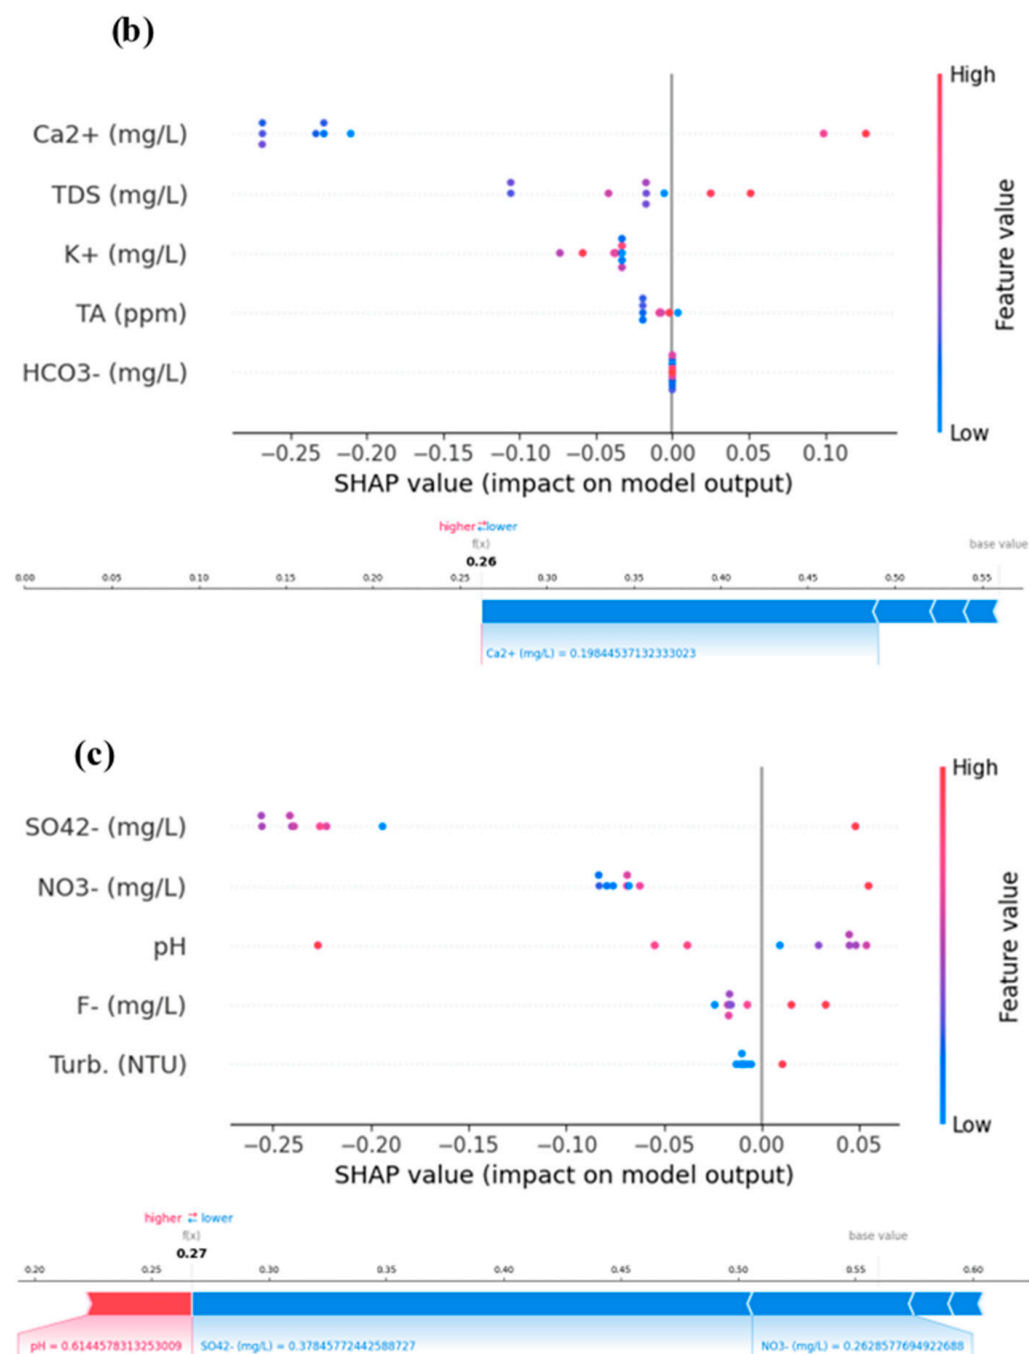 (b)
High
Ca2+ (mg/L)
TDS (mg/L)
K+ (mg/L)
TA (ppm)
HCO3- (mg/L)
Feature value
Low
−0.25 −0.20 −0.15 −0.10 −0.05 0.00 0.05 0.10
SHAP value (impact on model output)
higher ⇄ lower
f(x)
base value
0.26
0.00 0.05 0.10 0.15 0.20 0.25 0.30 0.35 0.40 0.45 0.50 0.55
Ca2+ (mg/L) = 0.19844537132333023
(c)
High
SO42- (mg/L)
NO3- (mg/L)
pH
F- (mg/L)
Turb. (NTU)
Feature value
Low
−0.25 −0.20 −0.15 −0.10 −0.05 0.00 0.05
SHAP value (impact on model output)
higher ⇄ lower
f(x)
base value
0.27
0.20 0.25 0.30 0.35 0.40 0.45 0.50 0.55 0.60
pH = 0.6144578313253009 SO42- (mg/L) = 0.37845772442588727 NO3- (mg/L) = 0.2628577694922688